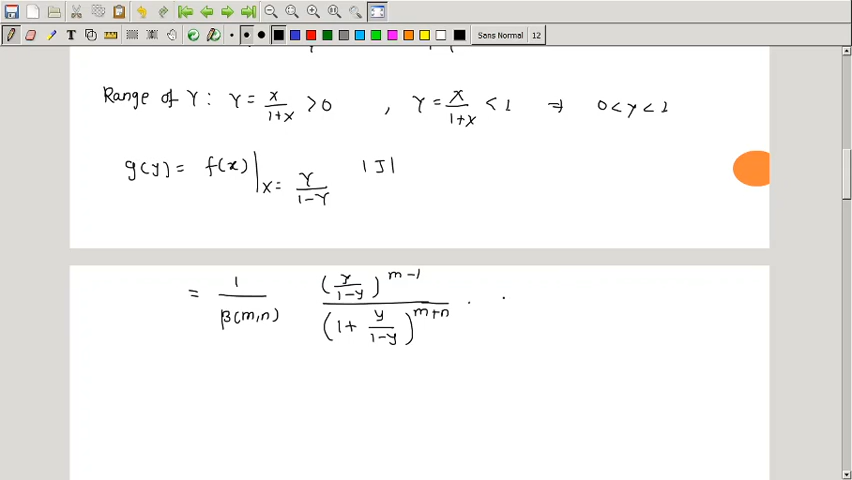 Sans Normal 12
Range of Y : Y = x/(1+x) > 0 , Y = X/(1+x) < 1 ⇒ 0 < y < 1
g(y) = f(x) | X = Y/(1-Y) |J|
= 1/β(m,n) (y/(1-y))^(m-1) / (1 + y/(1-y))^(m+n) .